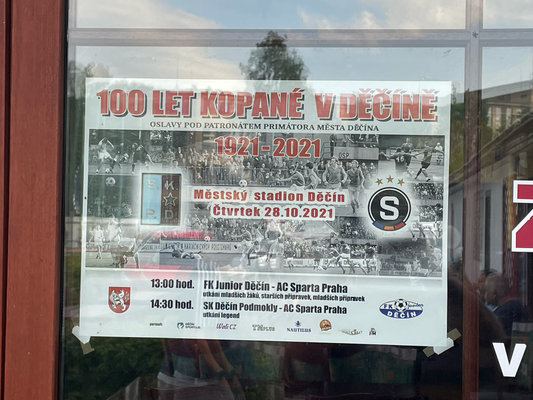 100 LET KOPANÉ V DĚČÍNĚ
OSLAVY POD PATRONÁTEM PRIMÁTORA MĚSTA DĚČÍNA
1921 - 2021
S K
P D
S
Městský stadion Děčín
Čtvrtek 28.10.2021
13:00 hod. FK Junior Děčín - AC Sparta Praha
utkání mladších žáků, starších přípravek, mladších přípravek
14:30 hod. SK Děčín Podmokly - AC Sparta Praha
utkání legend
FK
DĚČÍN
NAUTILUS
V